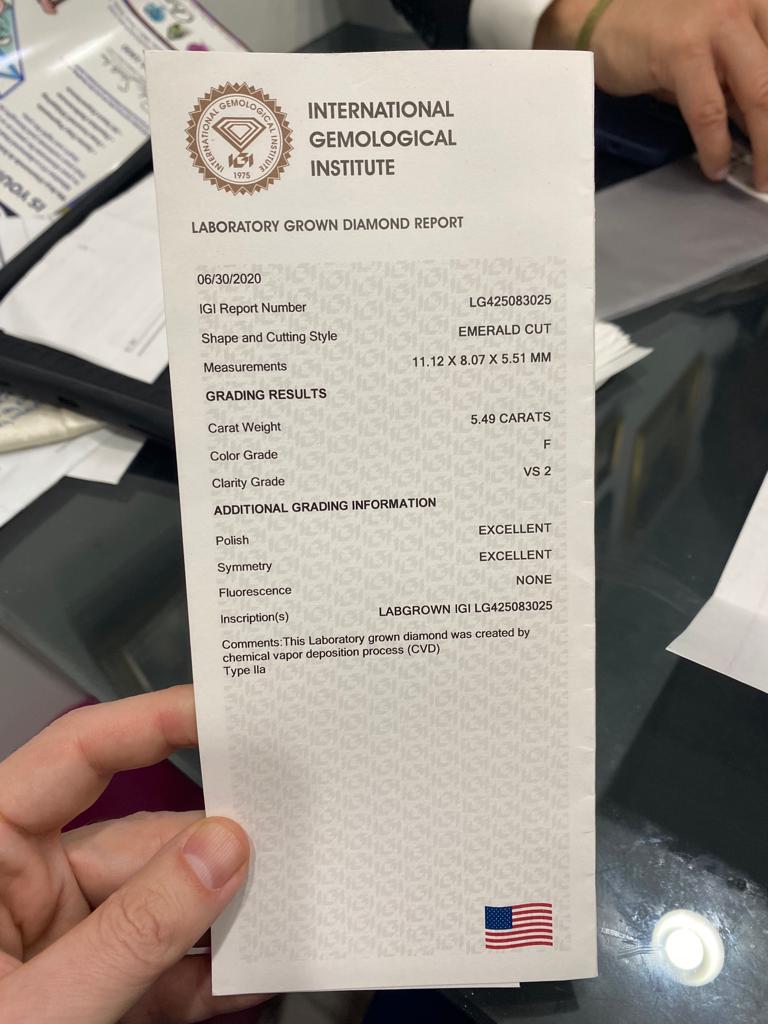 INTERNATIONAL GEMOLOGICAL INSTITUTE
IGI
1975
INTERNATIONAL
GEMOLOGICAL
INSTITUTE
LABORATORY GROWN DIAMOND REPORT
06/30/2020
IGI Report Number LG425083025
Shape and Cutting Style EMERALD CUT
Measurements 11.12 X 8.07 X 5.51 MM
GRADING RESULTS
Carat Weight 5.49 CARATS
Color Grade F
Clarity Grade VS 2
ADDITIONAL GRADING INFORMATION
Polish EXCELLENT
Symmetry EXCELLENT
Fluorescence NONE
Inscription(s) LABGROWN IGI LG425083025
Comments:This Laboratory grown diamond was created by
chemical vapor deposition process (CVD)
Type IIa
IS YOU